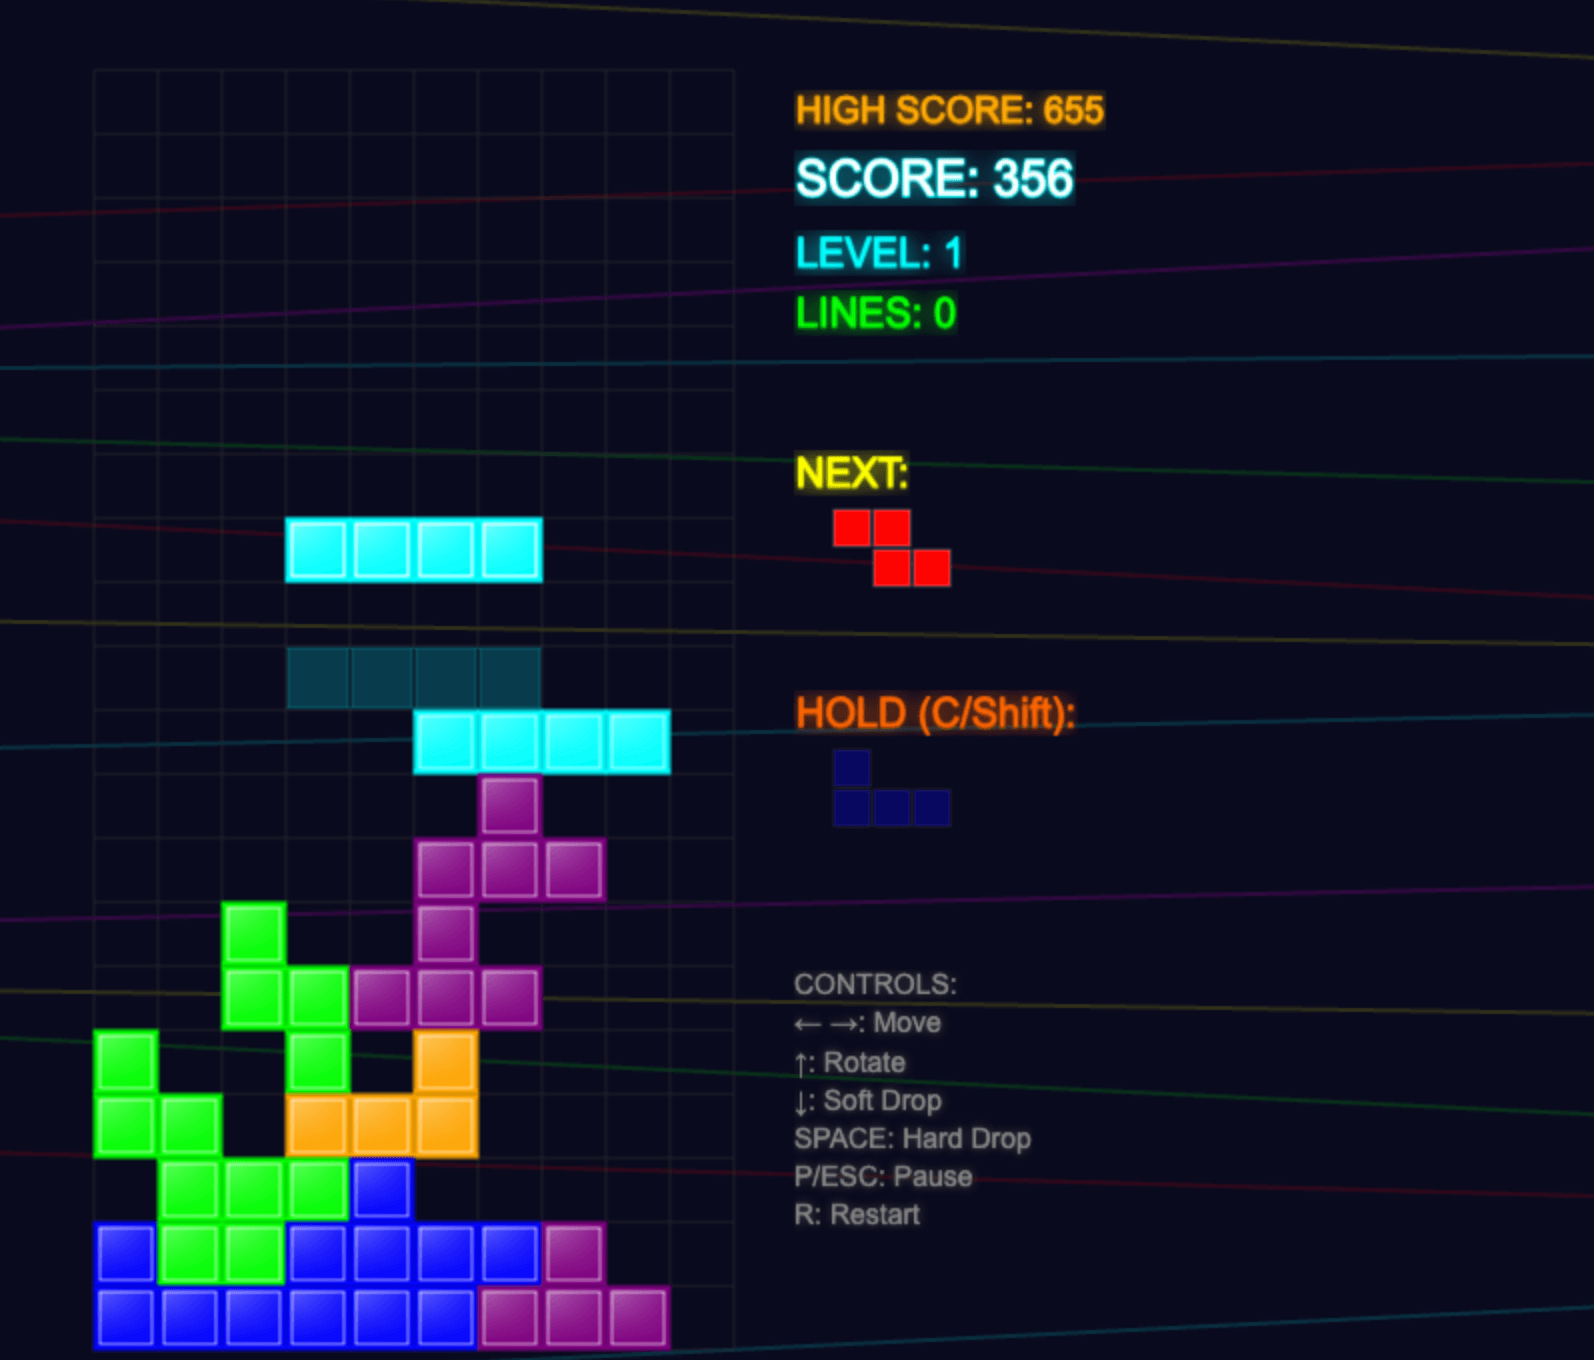 HIGH SCORE: 655
SCORE: 356
LEVEL: 1
LINES: 0
NEXT:
HOLD (C/Shift):
CONTROLS:
← →: Move
↑: Rotate
↓: Soft Drop
SPACE: Hard Drop
P/ESC: Pause
R: Restart